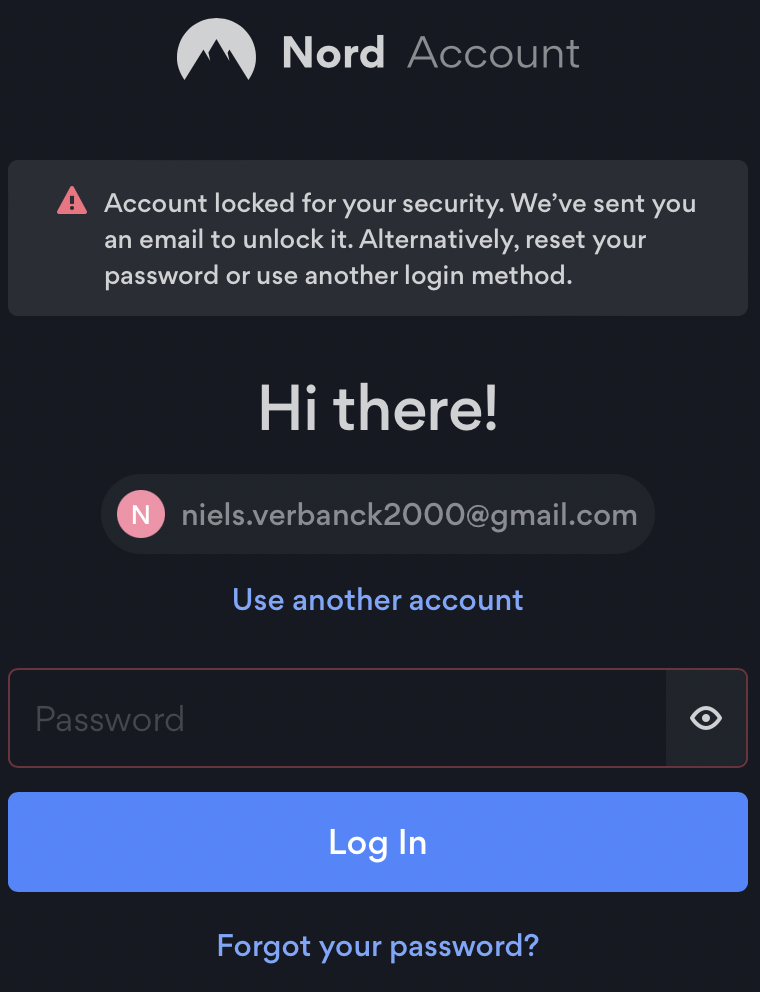 Nord Account
Account locked for your security. We’ve sent you
an email to unlock it. Alternatively, reset your
password or use another login method.
Hi there!
N niels.verbanck2000@gmail.com
Use another account
Password
Log In
Forgot your password?